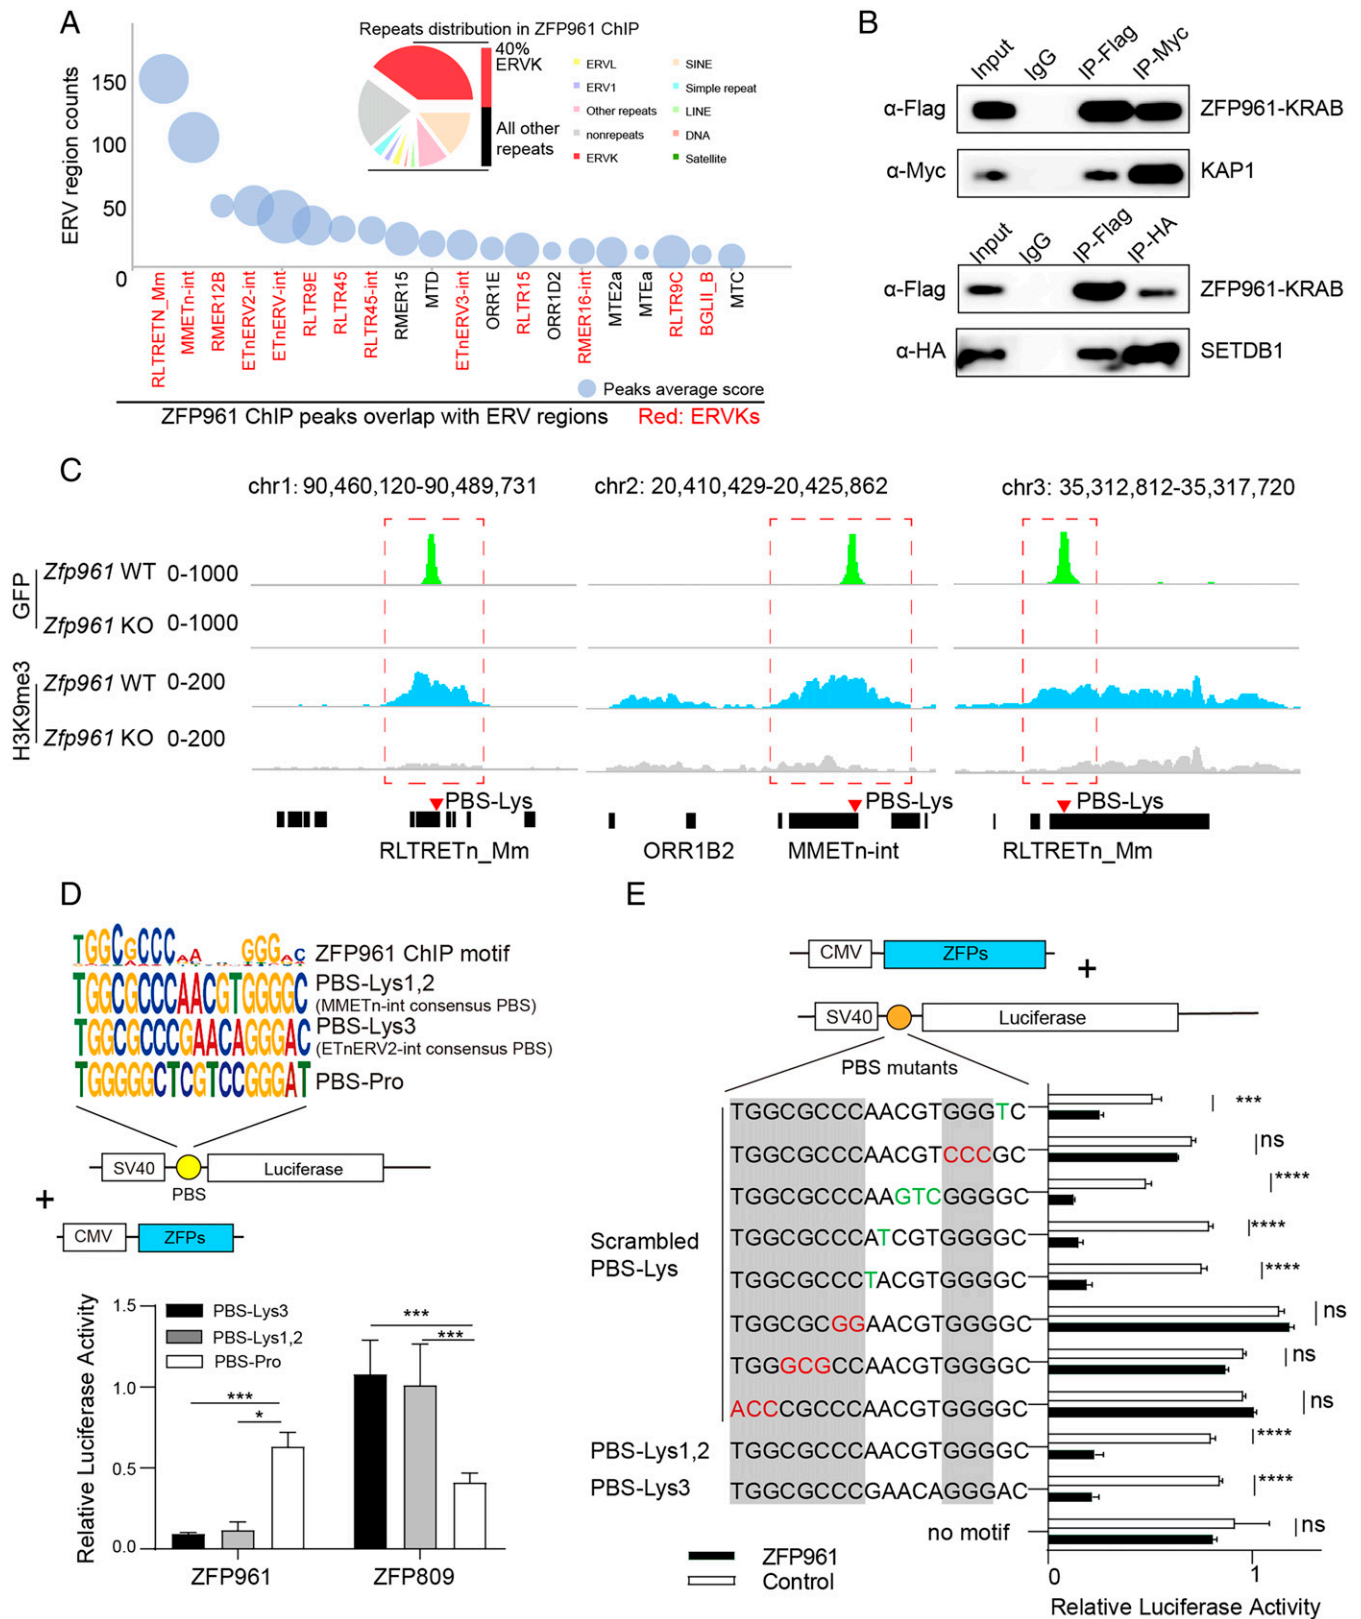 A
Repeats distribution in ZFP961 ChIP
40%
ERVK
All other
repeats
ERVL
ERV1
Other repeats
nonrepeats
ERVK
SINE
Simple repeat
LINE
DNA
Satellite
ERV region counts
150
100
50
0
RLTRETN_Mm
MMETn-int
RMER12B
ETnERV2-int
ETnERV-int
RLTR9E
RLTR45
RLTR45-int
RMER15
MTD
ETnERV3-int
ORR1E
RLTR15
ORR1D2
RMER16-int
MTE2a
MTEa
RLTR9C
BGLII_B
MTC
Peaks average score
ZFP961 ChIP peaks overlap with ERV regions Red: ERVKs
B
Input IgG IP-Flag IP-Myc
α-Flag ZFP961-KRAB
α-Myc KAP1
Input IgG IP-Flag IP-HA
α-Flag ZFP961-KRAB
α-HA SETDB1
C
chr1: 90,460,120-90,489,731 chr2: 20,410,429-20,425,862 chr3: 35,312,812-35,317,720
GFP
Zfp961 WT 0-1000
Zfp961 KO 0-1000
H3K9me3
Zfp961 WT 0-200
Zfp961 KO 0-200
PBS-Lys PBS-Lys PBS-Lys
RLTRETn_Mm ORR1B2 MMETn-int RLTRETn_Mm
D
ZFP961 ChIP motif
TGGCGCCCAACGTGGGGC PBS-Lys1,2
(MMETn-int consensus PBS)
TGGCGCCCGAACAGGGAC PBS-Lys3
(ETnERV2-int consensus PBS)
TGGGGGCTCGTCCGGGAT PBS-Pro
SV40 Luciferase
PBS
+
CMV ZFPs
Relative Luciferase Activity
1.5
1.0
0.5
0.0
PBS-Lys3
PBS-Lys1,2
PBS-Pro
***
*
***
***
ZFP961 ZFP809
E
CMV ZFPs
+
SV40 Luciferase
PBS mutants
Scrambled
PBS-Lys
TGGCGCCCAACGTGGGTC ***
TGGCGCCCAACGTCCCGC ns
TGGCGCCCAAGTCGGGGC ****
TGGCGCCCATCGTGGGGC ****
TGGCGCCCTACGTGGGGC ****
TGGCGCGGAACGTGGGGC ns
TGGGCGCCAACGTGGGGC ns
ACCCGCCCAACGTGGGGC ns
PBS-Lys1,2 TGGCGCCCAACGTGGGGC ****
PBS-Lys3 TGGCGCCCGAACAGGGAC ****
no motif ns
ZFP961
Control
0 1
Relative Luciferase Activity